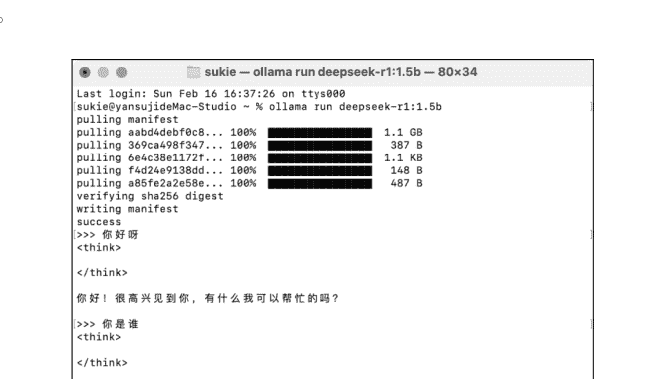 sukie — ollama run deepseek-r1:1.5b — 80×34
Last login: Sun Feb 16 16:37:26 on ttys000
[sukie@yansujideMac-Studio ~ % ollama run deepseek-r1:1.5b ]
pulling manifest
pulling aabd4debf0c8... 100% 1.1 GB
pulling 369ca498f347... 100% 387 B
pulling 6e4c38e1172f... 100% 1.1 KB
pulling f4d24e9138dd... 100% 148 B
pulling a85fe2a2e58e... 100% 487 B
verifying sha256 digest
writing manifest
success
[>>> 你好呀 ]
<think>
</think>
你好！很高兴见到你，有什么我可以帮忙的吗？
[>>> 你是谁 ]
<think>
</think>